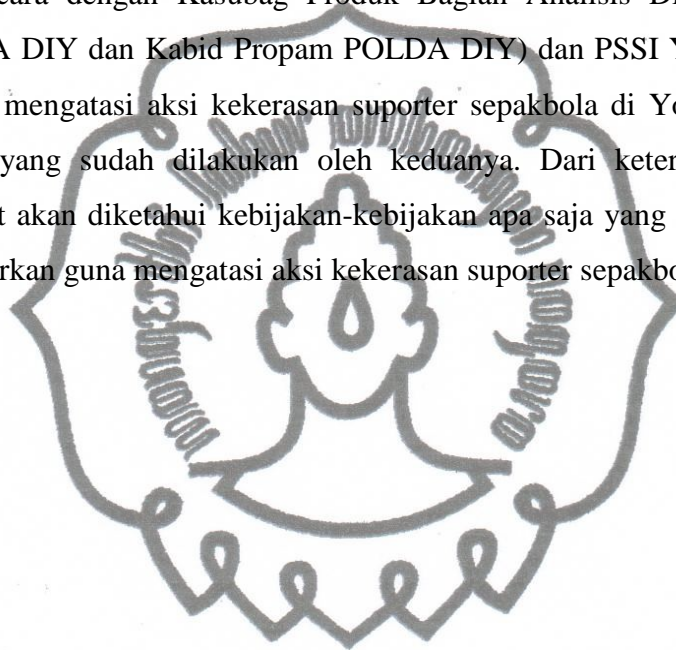 cara dengan Kasubag Produk Bagian Analisis
A DIY dan Kabid Propam POLDA DIY) dan PSSI Y
mengatasi aksi kekerasan suporter sepakbola di Yo
yang sudah dilakukan oleh keduanya. Dari keter
t akan diketahui kebijakan-kebijakan apa saja yang
rkan guna mengatasi aksi kekerasan suporter sepakbo